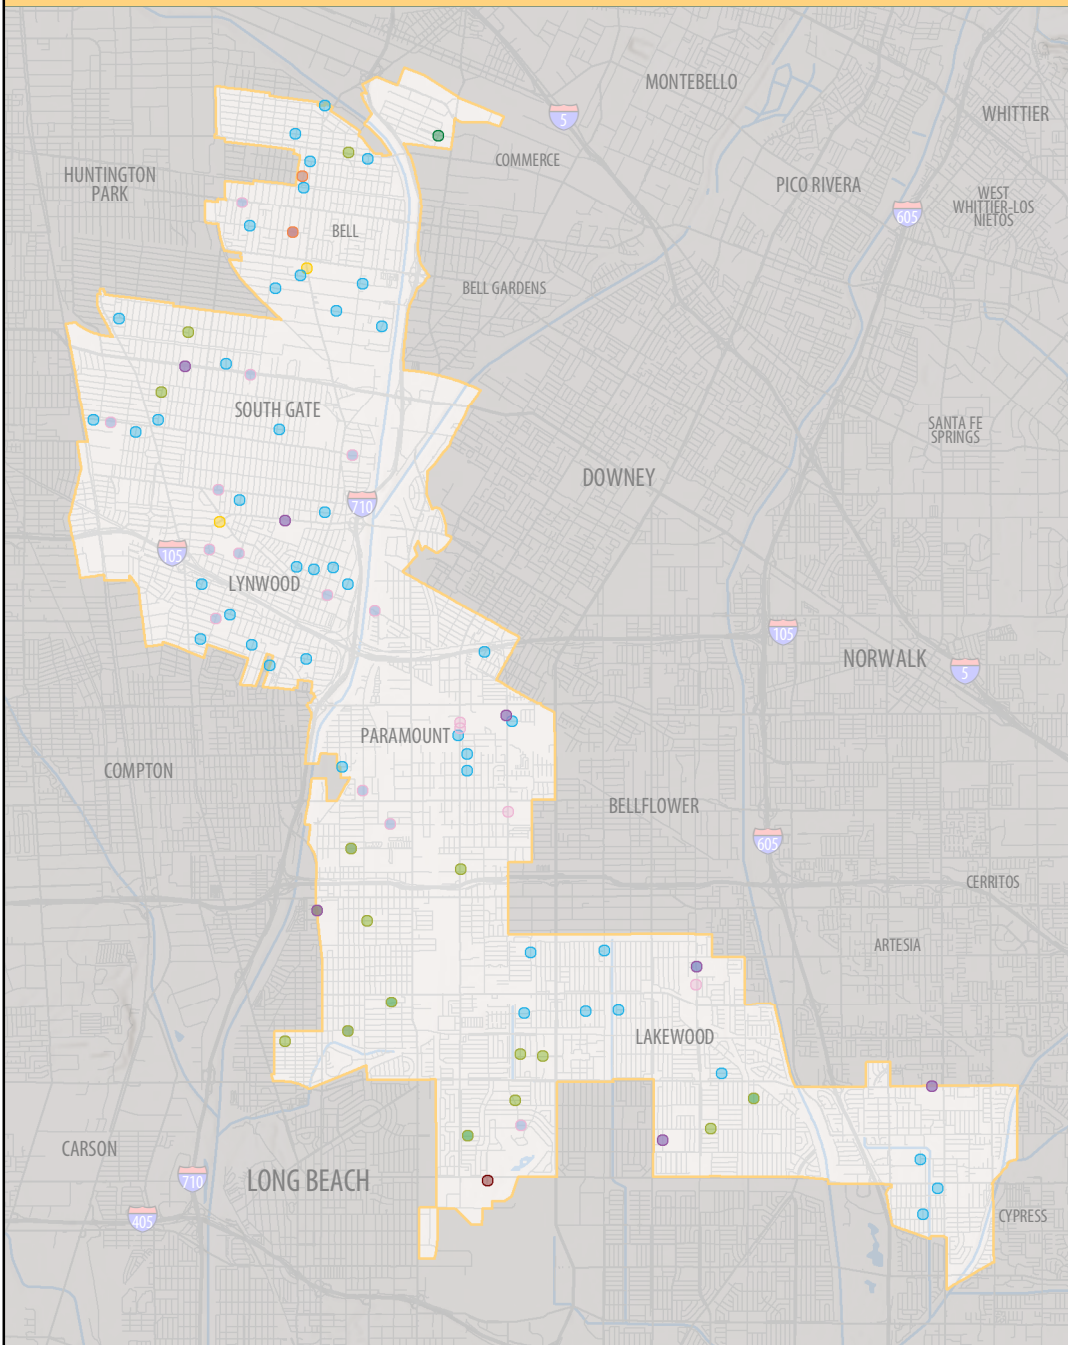 MONTEBELLO
WHITTIER
5
COMMERCE
HUNTINGTON
PARK
PICO RIVERA
WEST
WHITTIER-LOS
NIETOS
605
BELL
BELL GARDENS
SOUTH GATE
SANTA FE
SPRINGS
DOWNEY
710
105
LYNWOOD
105
NORWALK
5
PARAMOUNT
COMPTON
BELLFLOWER
605
CERRITOS
ARTESIA
LAKEWOOD
CARSON
LONG BEACH
710
405
CYPRESS